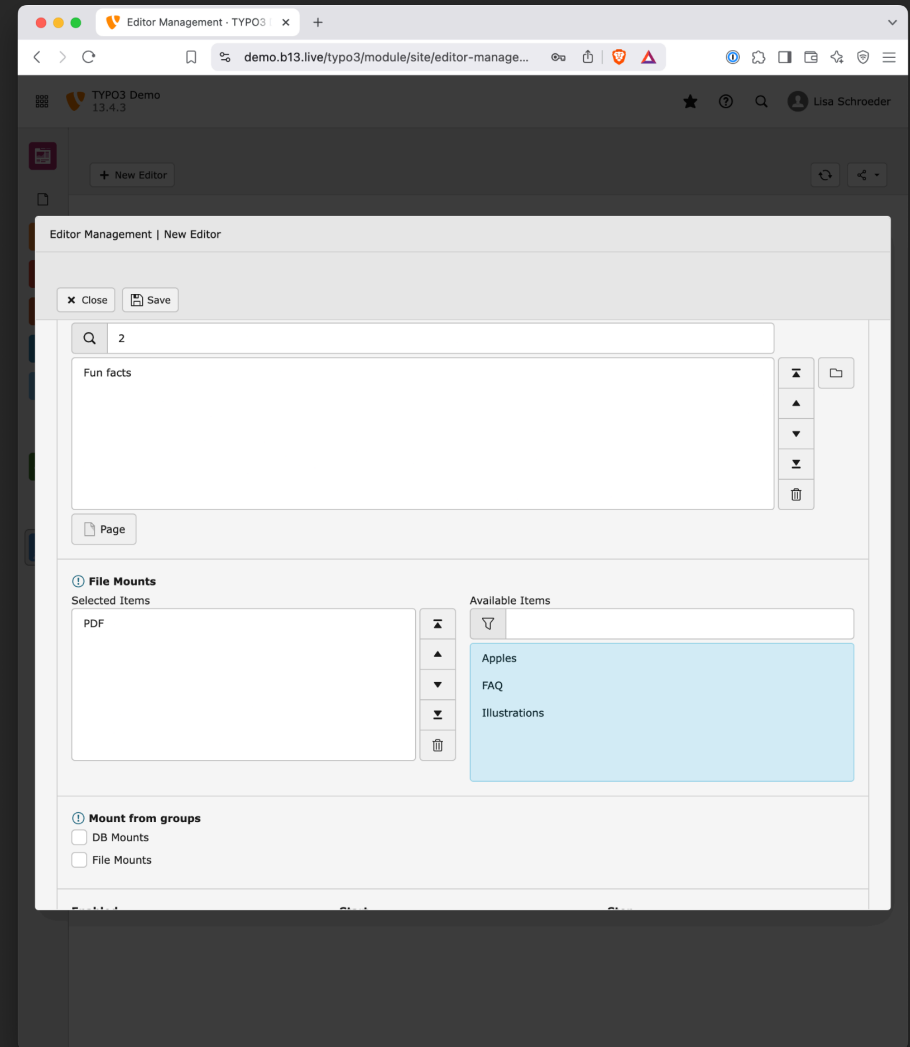 Editor Management · TYPO3
demo.b13.live/typo3/module/site/editor-manage...
TYPO3 Demo
13.4.3
Lisa Schroeder
+ New Editor
Editor Management | New Editor
Close
Save
2
Fun facts
Page
File Mounts
Selected Items
Available Items
PDF
Apples
FAQ
Illustrations
Mount from groups
DB Mounts
File Mounts